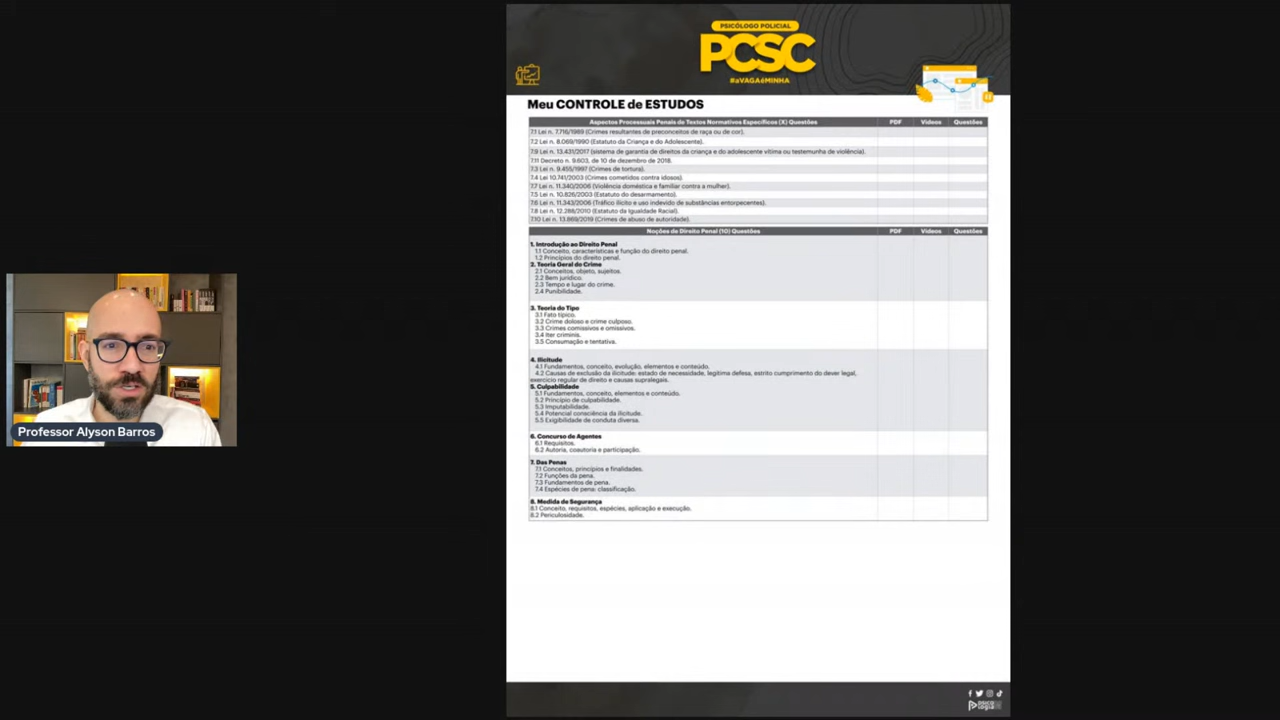 PSICÓLOGO POLICIAL
PCSC
#aVAGAéMINHA
Meu CONTROLE de ESTUDOS
Aspectos Processuais Penais de Textos Normativos Específicos (X) Questões PDF Vídeos Questões
7.1 Lei n. 7.716/1989 (Crimes resultantes de preconceitos de raça ou de cor).
7.2 Lei n. 8.069/1990 (Estatuto da Criança e do Adolescente).
7.9 Lei n. 13.431/2017 (sistema de garantia de direitos da criança e do adolescente vítima ou testemunha de violência).
7.11 Decreto n. 9.603, de 10 de dezembro de 2018.
7.3 Lei n. 9.455/1997 (Crimes de tortura).
7.4 Lei 10.741/2003 (Crimes cometidos contra idosos).
7.7 Lei n. 11.340/2006 (Violência doméstica e familiar contra a mulher).
7.5 Lei n. 10.826/2003 (Estatuto do desarmamento).
7.6 Lei n. 11.343/2006 (Tráfico ilícito e uso indevido de substâncias entorpecentes).
7.8 Lei n. 12.288/2010 (Estatuto da Igualdade Racial).
7.10 Lei n. 13.869/2019 (Crimes de abuso de autoridade).
Noções de Direito Penal (10) Questões PDF Vídeos Questões
1. Introdução ao Direito Penal
1.1 Conceito, características e função do direito penal.
1.2 Princípios do direito penal.
2. Teoria Geral do Crime
2.1 Conceitos, objeto, sujeitos.
2.2 Bem jurídico.
2.3 Tempo e lugar do crime.
2.4 Punibilidade.
3. Teoria do Tipo
3.1 Fato típico.
3.2 Crime doloso e crime culposo.
3.3 Crimes comissivos e omissivos.
3.4 Iter criminis.
3.5 Consumação e tentativa.
4. Ilicitude
4.1 Fundamentos, conceito, evolução, elementos e conteúdo.
4.2 Causas de exclusão da ilicitude: estado de necessidade, legítima defesa, estrito cumprimento do dever legal,
exercício regular de direito e causas supralegais.
5. Culpabilidade
5.1 Fundamentos, conceito, elementos e conteúdo.
5.2 Princípio de culpabilidade.
5.3 Imputabilidade.
5.4 Potencial consciência da ilicitude.
5.5 Exigibilidade de conduta diversa.
6. Concurso de Agentes
6.1 Requisitos.
6.2 Autoria, coautoria e participação.
7. Das Penas
7.1 Conceitos, princípios e finalidades.
7.2 Funções da pena.
7.3 Fundamentos de pena.
7.4 Espécies de pena: classificação.
8. Medida de Segurança
8.1 Conceito, requisitos, espécies, aplicação e execução.
8.2 Periculosidade.
Professor Alyson Barros